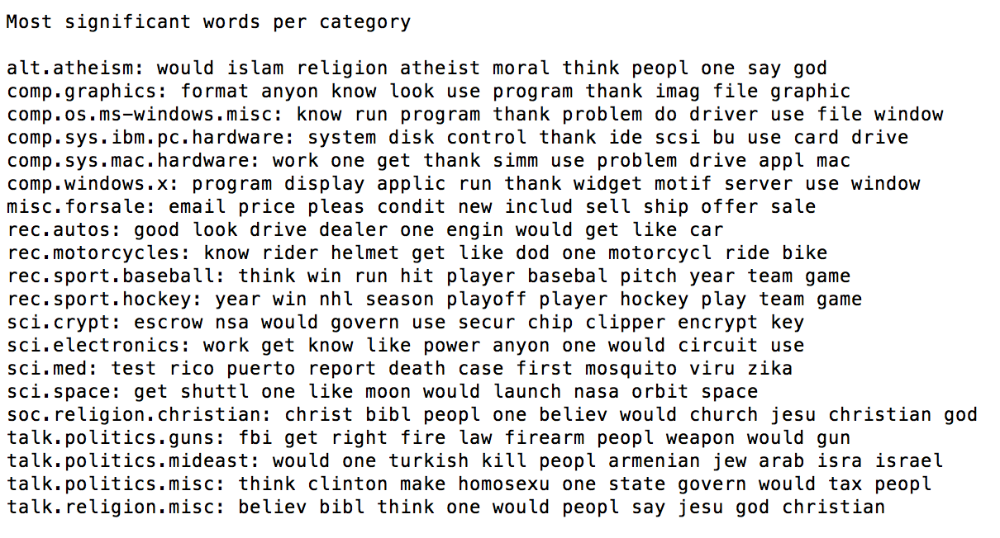 Most significant words per category
alt.atheism: would islam religion atheist moral think peopl one say god
comp.graphics: format anyon know look use program thank imag file graphic
comp.os.ms-windows.misc: know run program thank problem do driver use file window
comp.sys.ibm.pc.hardware: system disk control thank ide scsi bu use card drive
comp.sys.mac.hardware: work one get thank simm use problem drive appl mac
comp.windows.x: program display applic run thank widget motif server use window
misc.forsale: email price pleas condit new includ sell ship offer sale
rec.autos: good look drive dealer one engin would get like car
rec.motorcycles: know rider helmet get like dod one motorcycl ride bike
rec.sport.baseball: think win run hit player basebal pitch year team game
rec.sport.hockey: year win nhl season playoff player hockey play team game
sci.crypt: escrow nsa would govern use secur chip clipper encrypt key
sci.electronics: work get know like power anyon one would circuit use
sci.med: test rico puerto report death case first mosquito viru zika
sci.space: get shuttl one like moon would launch nasa orbit space
soc.religion.christian: christ bibl peopl one believ would church jesu christian god
talk.politics.guns: fbi get right fire law firearm peopl weapon would gun
talk.politics.mideast: would one turkish kill peopl armenian jew arab isra israel
talk.politics.misc: think clinton make homosexu one state govern would tax peopl
talk.religion.misc: believ bibl think one would peopl say jesu god christian